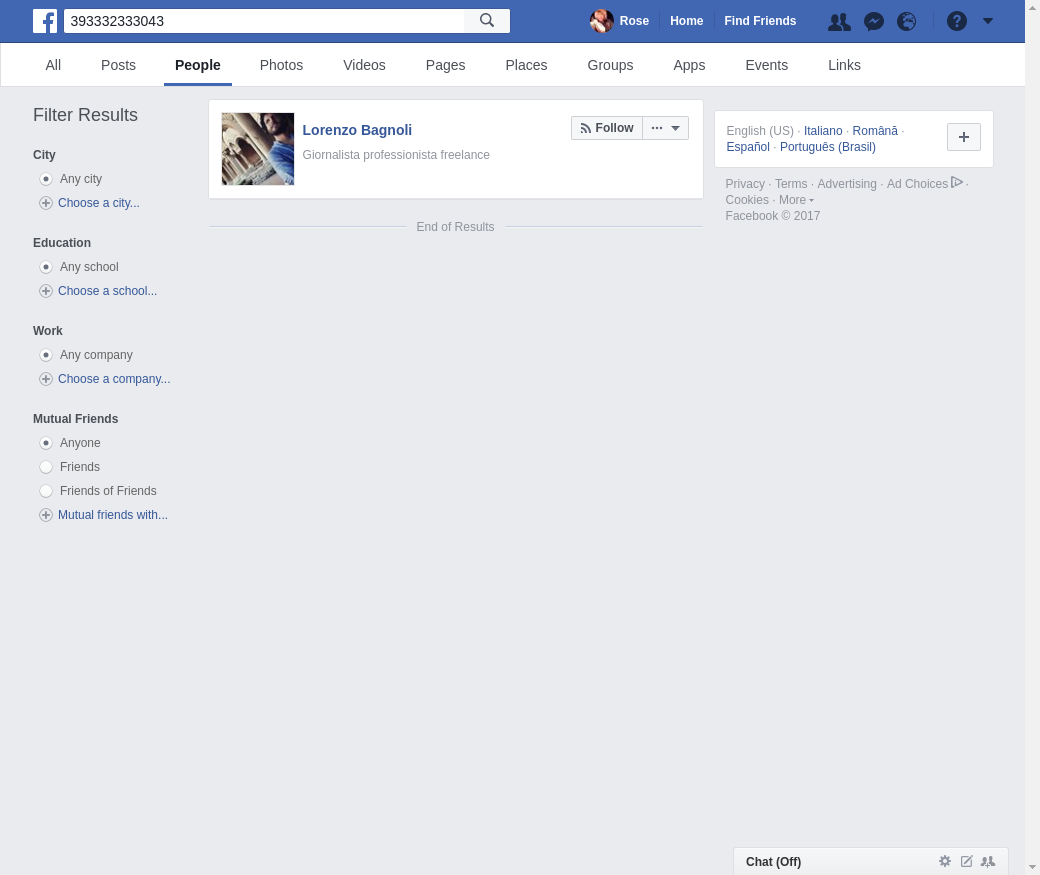 393332333043
Rose Home Find Friends
All Posts People Photos Videos Pages Places Groups Apps Events Links
Filter Results
City
Any city
Choose a city...
Education
Any school
Choose a school...
Work
Any company
Choose a company...
Mutual Friends
Anyone
Friends
Friends of Friends
Mutual friends with...
Lorenzo Bagnoli
Giornalista professionista freelance
Follow
End of Results
English (US) · Italiano · Română ·
Español · Português (Brasil)
Privacy · Terms · Advertising · Ad Choices ·
Cookies · More
Facebook © 2017
Chat (Off)